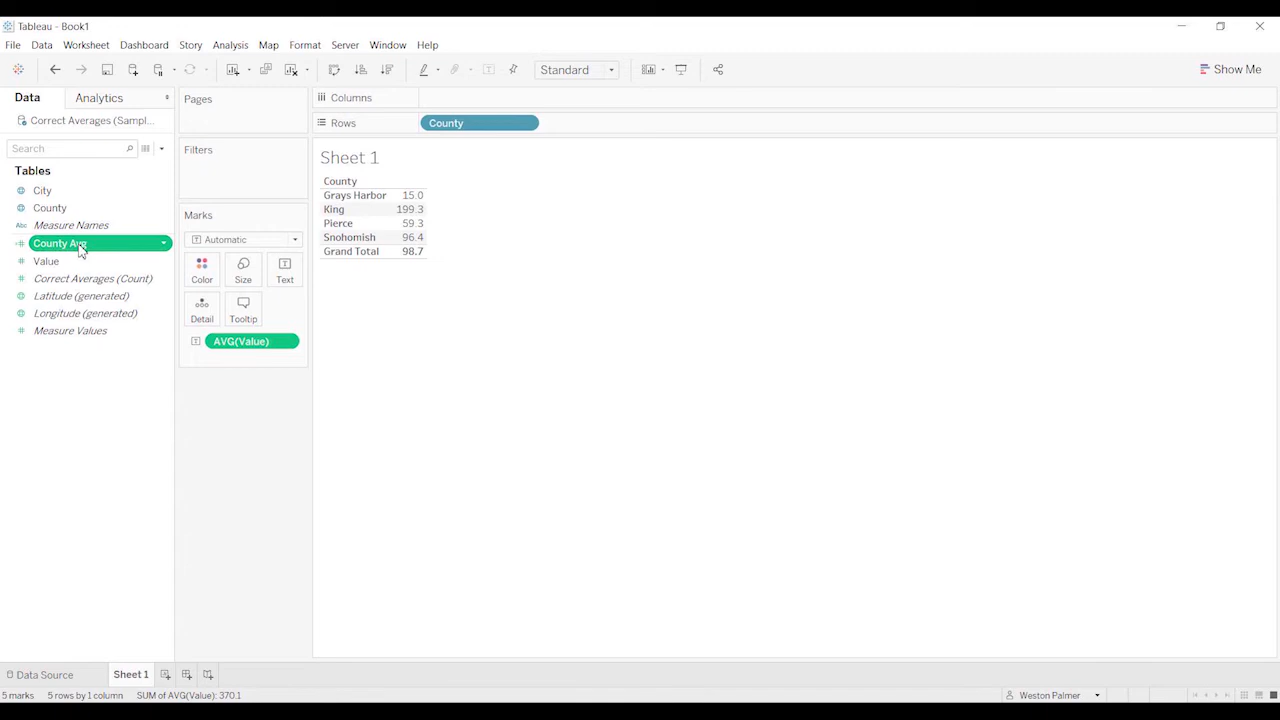 Tableau - Book1
File Data Worksheet Dashboard Story Analysis Map Format Server Window Help
Standard
Show Me
Data Analytics
Correct Averages (Sampl...
Search
Tables
City
County
Abc Measure Names
County Avg
Value
Correct Averages (Count)
Latitude (generated)
Longitude (generated)
Measure Values
Pages
Filters
Marks
Automatic
Color Size Text
Detail Tooltip
AVG(Value)
Columns
Rows County
Sheet 1
County
Grays Harbor 15.0
King 199.3
Pierce 59.3
Snohomish 96.4
Grand Total 98.7
Data Source Sheet 1
5 marks 5 rows by 1 column SUM of AVG(Value): 370.1 Weston Palmer